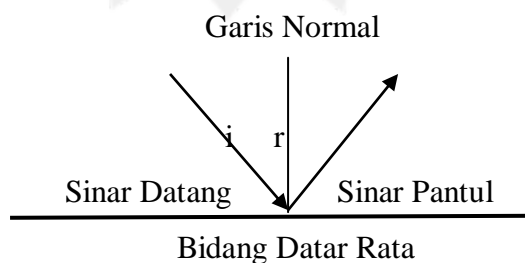 Garis Normal
i r
Sinar Datang Sinar Pantul
Bidang Datar Rata